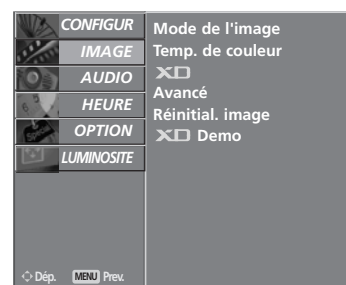 CONFIGUR
IMAGE
AUDIO
HEURE
OPTION
LUMINOSITE
Mode de l'image
Temp. de couleur
XD
Avancé
Réinitial. image
XD Demo
Dép. MENU Prev.